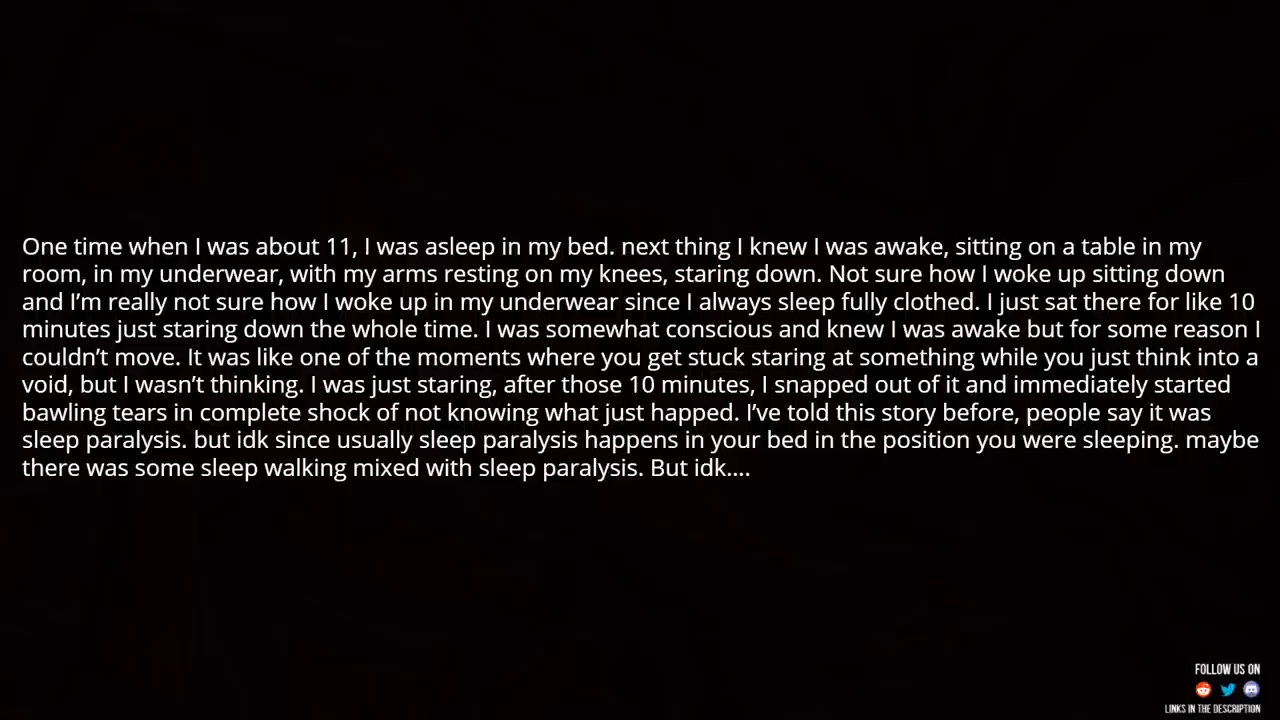 One time when I was about 11, I was asleep in my bed. next thing I knew I was awake, sitting on a table in my
room, in my underwear, with my arms resting on my knees, staring down. Not sure how I woke up sitting down
and I’m really not sure how I woke up in my underwear since I always sleep fully clothed. I just sat there for like 10
minutes just staring down the whole time. I was somewhat conscious and knew I was awake but for some reason I
couldn’t move. It was like one of the moments where you get stuck staring at something while you just think into a
void, but I wasn’t thinking. I was just staring, after those 10 minutes, I snapped out of it and immediately started
bawling tears in complete shock of not knowing what just happed. I’ve told this story before, people say it was
sleep paralysis. but idk since usually sleep paralysis happens in your bed in the position you were sleeping. maybe
there was some sleep walking mixed with sleep paralysis. But idk....
FOLLOW US ON
LINKS IN THE DESCRIPTION